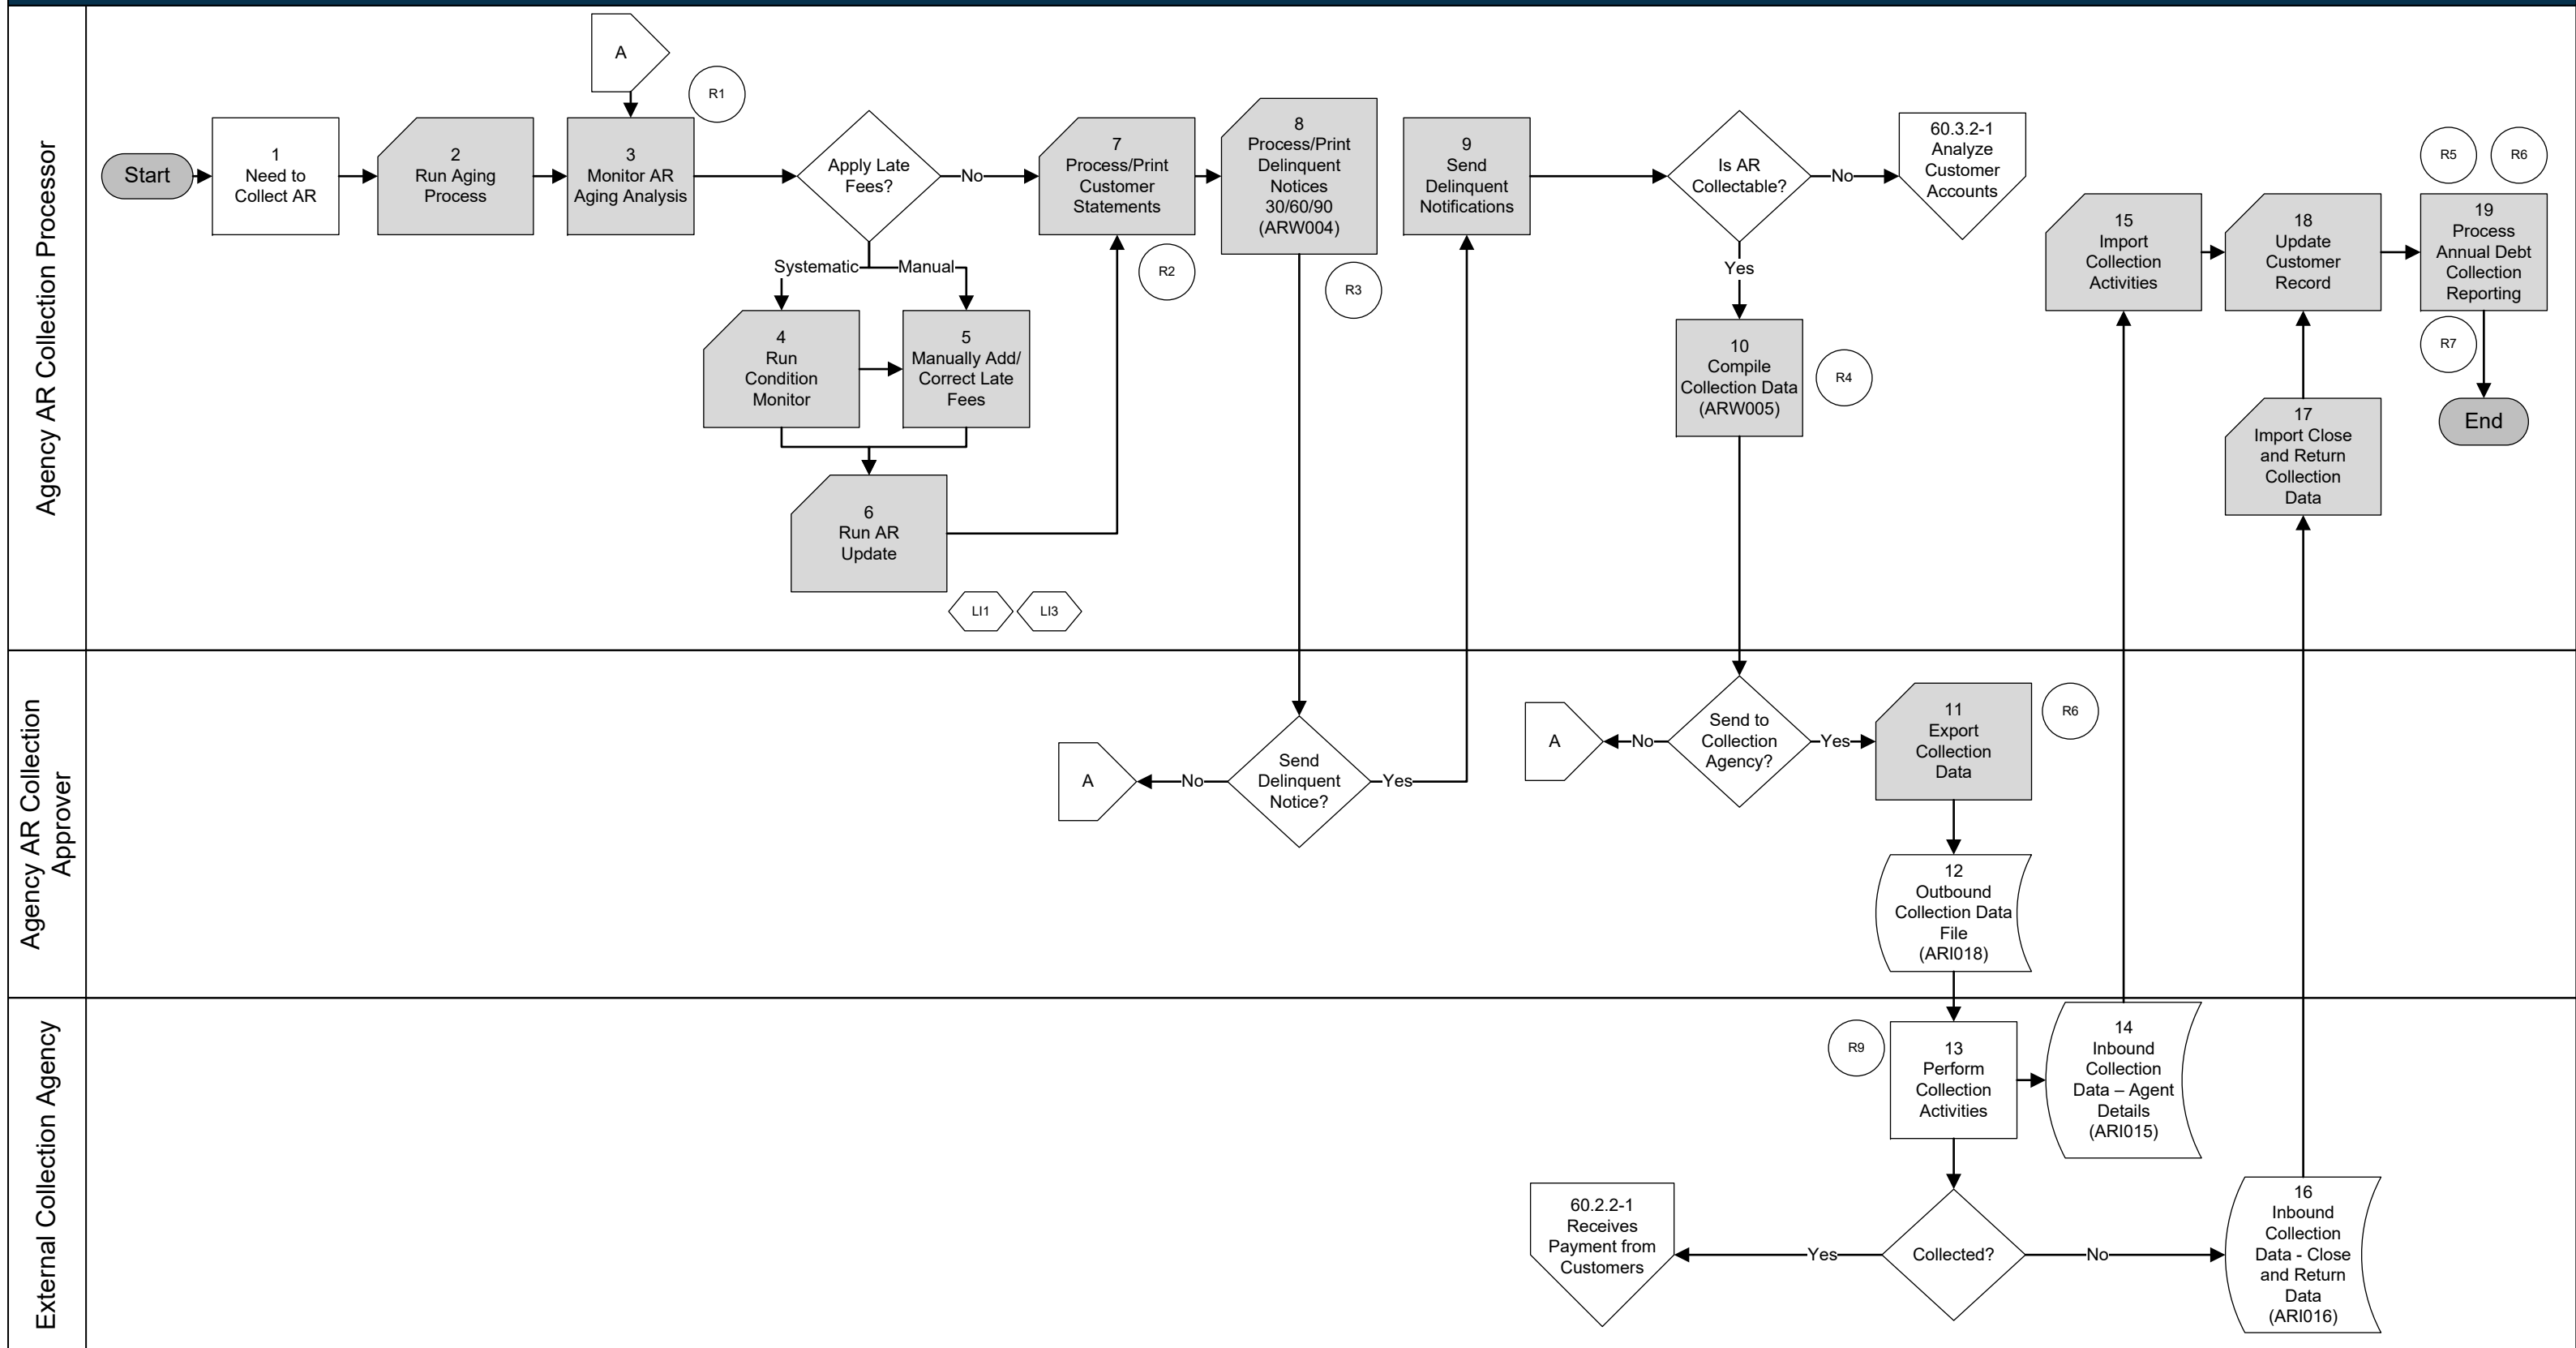 Agency AR Collection Processor
Start
1
Need to
Collect AR
2
Run Aging
Process
A
R1
3
Monitor AR
Aging Analysis
Apply Late
Fees?
No
Systematic
Manual
4
Run
Condition
Monitor
5
Manually Add/
Correct Late
Fees
6
Run AR
Update
LI1
LI3
7
Process/Print
Customer
Statements
R2
8
Process/Print
Delinquent
Notices
30/60/90
(ARW004)
R3
9
Send
Delinquent
Notifications
Is AR
Collectable?
No
60.3.2-1
Analyze
Customer
Accounts
Yes
10
Compile
Collection Data
(ARW005)
R4
15
Import
Collection
Activities
18
Update
Customer
Record
R5
R6
19
Process
Annual Debt
Collection
Reporting
R7
End
17
Import Close
and Return
Collection
Data
Agency AR Collection
Approver
A
No
Send
Delinquent
Notice?
Yes
A
No
Send to
Collection
Agency?
Yes
11
Export
Collection
Data
R6
12
Outbound
Collection Data
File
(ARI018)
External Collection Agency
R9
13
Perform
Collection
Activities
14
Inbound
Collection
Data – Agent
Details
(ARI015)
60.2.2-1
Receives
Payment from
Customers
Yes
Collected?
No
16
Inbound
Collection
Data - Close
and Return
Data
(ARI016)